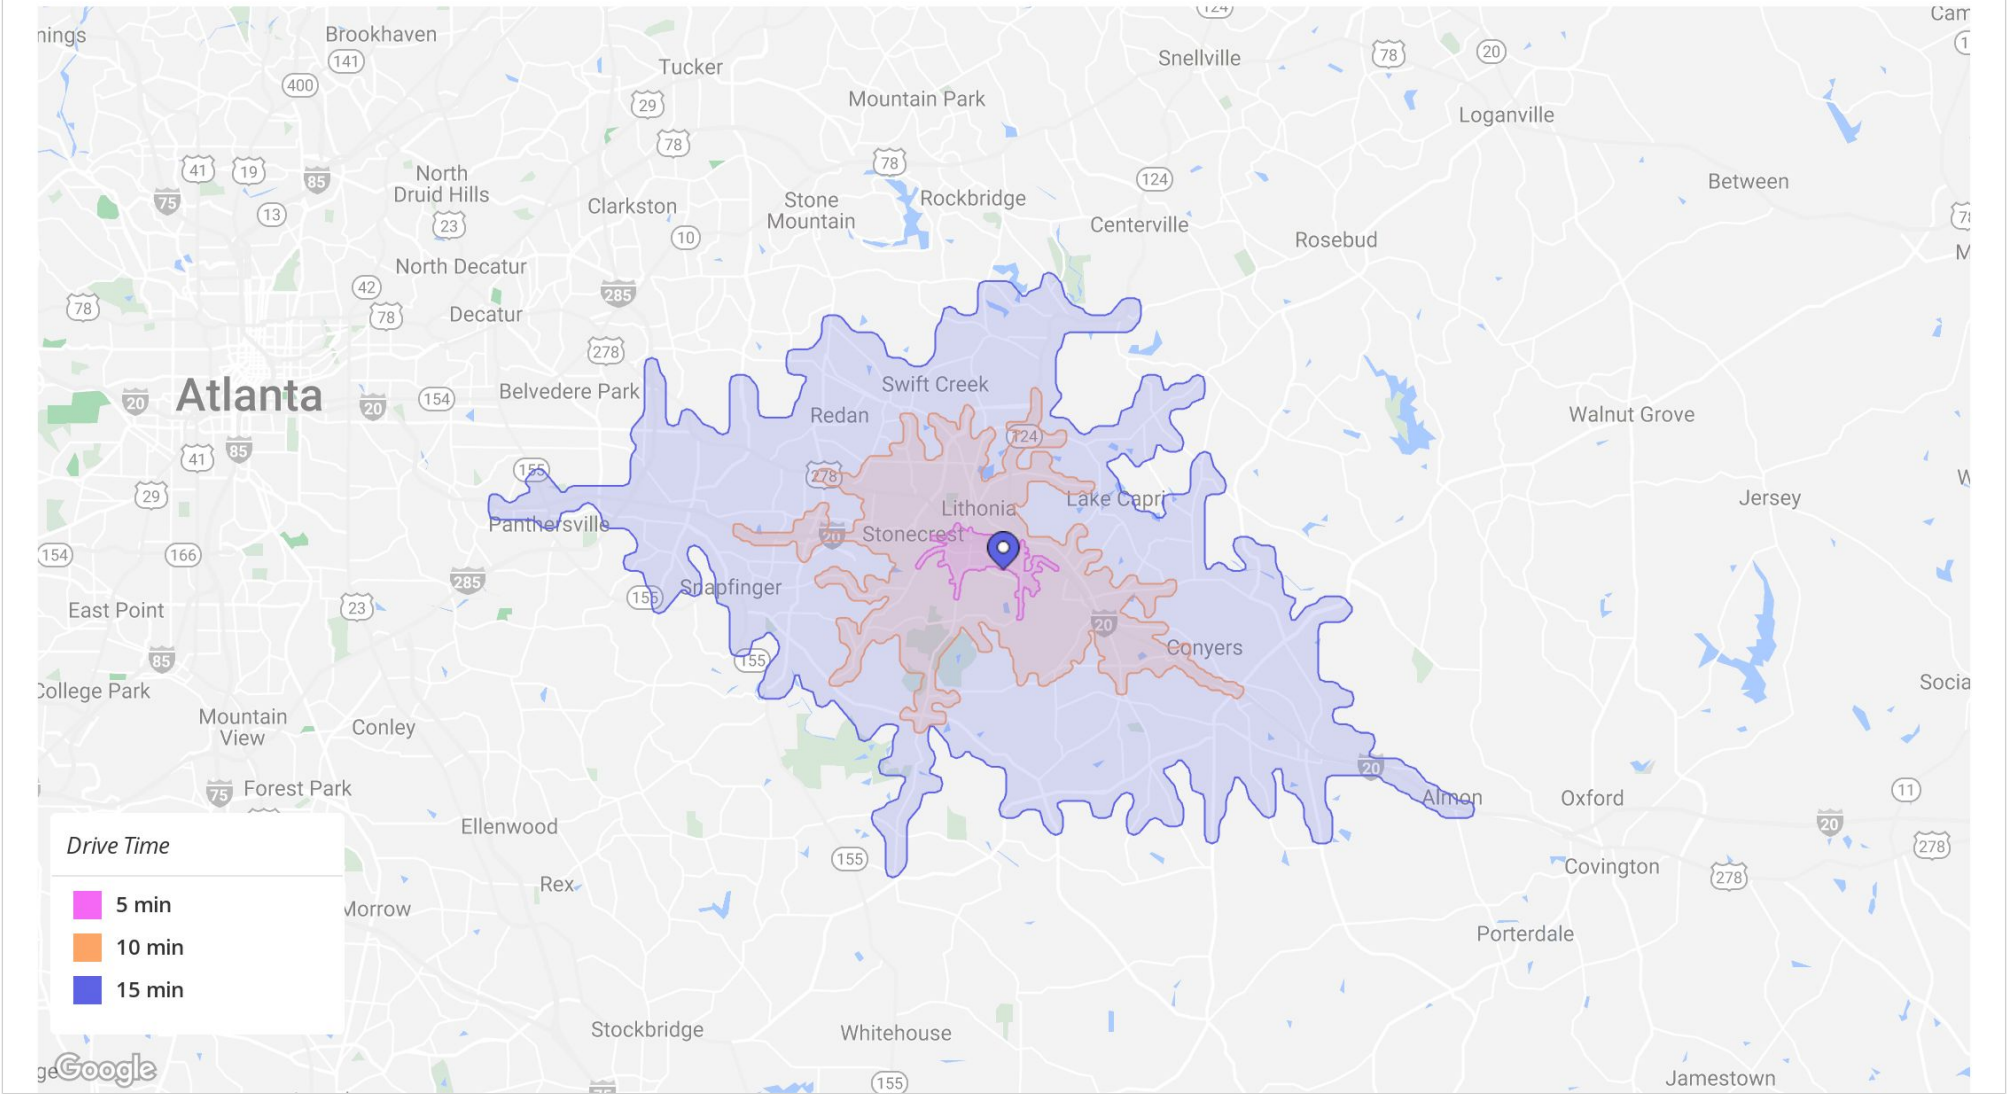 124
Cam
nings
Brookhaven
141
Snellville
78
20
1
Tucker
400
29
Mountain Park
Loganville
78
78
41
19
85
North
Druid Hills
75
124
Between
Stone
Mountain
Rockbridge
Clarkston
13
23
10
Centerville
Rosebud
78
M
North Decatur
42
285
78
78
Decatur
278
Atlanta
20
20
154
Belvedere Park
Swift Creek
Redan
Walnut Grove
41
85
124
155
278
29
Lake Capri
Jersey
W
Lithonia
Panthersville
Stonecrest
20
154
166
285
Snapfinger
155
East Point
23
20
85
155
Conyers
College Park
Socia
Mountain
View
Conley
20
75
Forest Park
Almon
Oxford
11
20
Ellenwood
278
155
Covington
278
Drive Time
5 min
10 min
15 min
Rex
Morrow
Porterdale
Stockbridge
Whitehouse
ge
Google
155
75
Jamestown